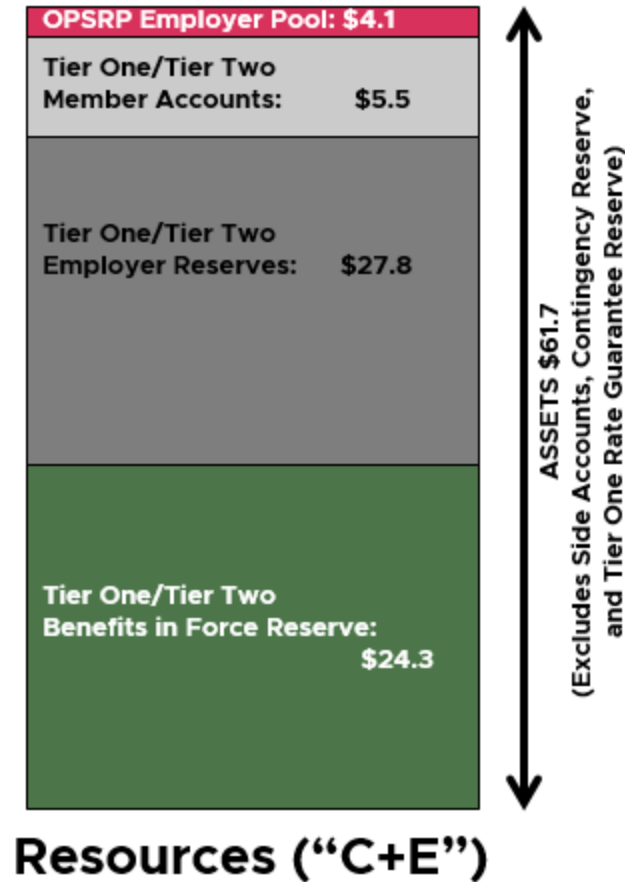 OPSRP Employer Pool: $4.1
Tier One/Tier Two
Member Accounts: $5.5
Tier One/Tier Two
Employer Reserves: $27.8
Tier One/Tier Two
Benefits in Force Reserve:
$24.3
ASSETS $61.7
(Excludes Side Accounts, Contingency Reserve,
and Tier One Rate Guarantee Reserve)
Resources (“C+E”)